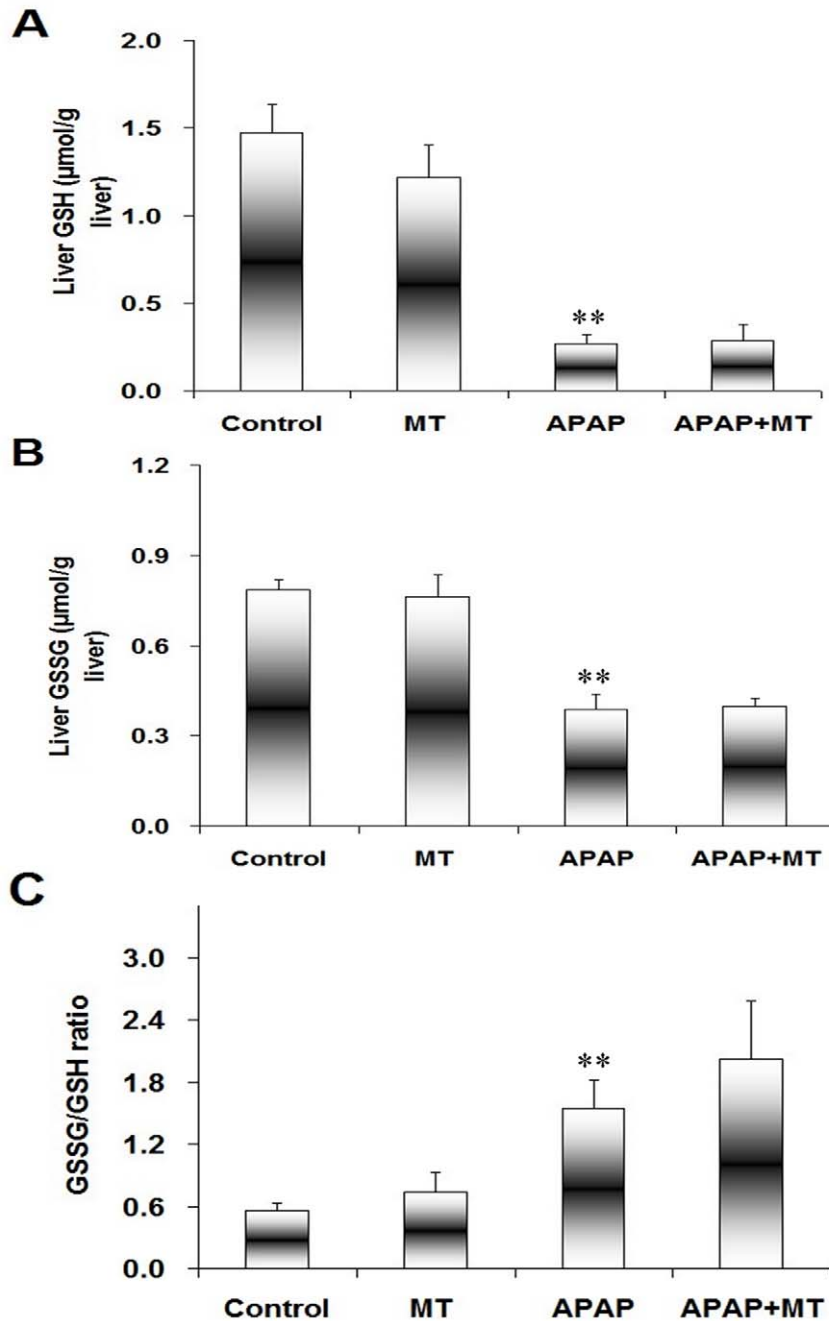 A
2.0
1.5
1.0
0.5
0.0
Liver GSH (µmol/g
liver)
**
Control MT APAP APAP+MT
B
1.2
0.9
0.6
0.3
0.0
Liver GSSG (µmol/g
liver)
**
Control MT APAP APAP+MT
C
3.0
2.4
1.8
1.2
0.6
0.0
GSSG/GSH ratio
**
Control MT APAP APAP+MT